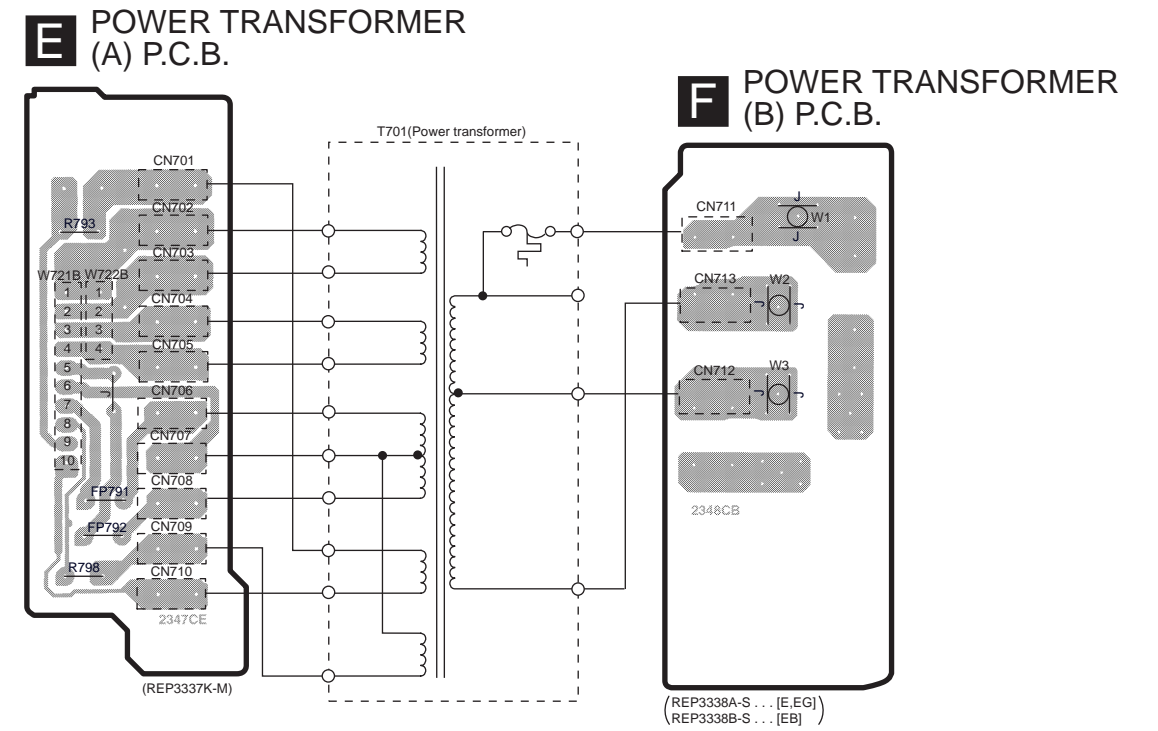 E POWER TRANSFORMER
(A) P.C.B.
F POWER TRANSFORMER
(B) P.C.B.
T701(Power transformer)
CN701
CN702
R793
CN703
W721B W722B
1 1
2 2
3 3
4 4
5
6
7
8
9
10
CN704
CN705
J
CN706
CN707
CN708
FP791
FP792
CN709
R798
CN710
2347CE
(REP3337K-M)
CN711
J
W1
J
CN713
W2
J J
CN712
W3
J J
2348CB
(REP3338A-S . . . [E,EG]
REP3338B-S . . . [EB])